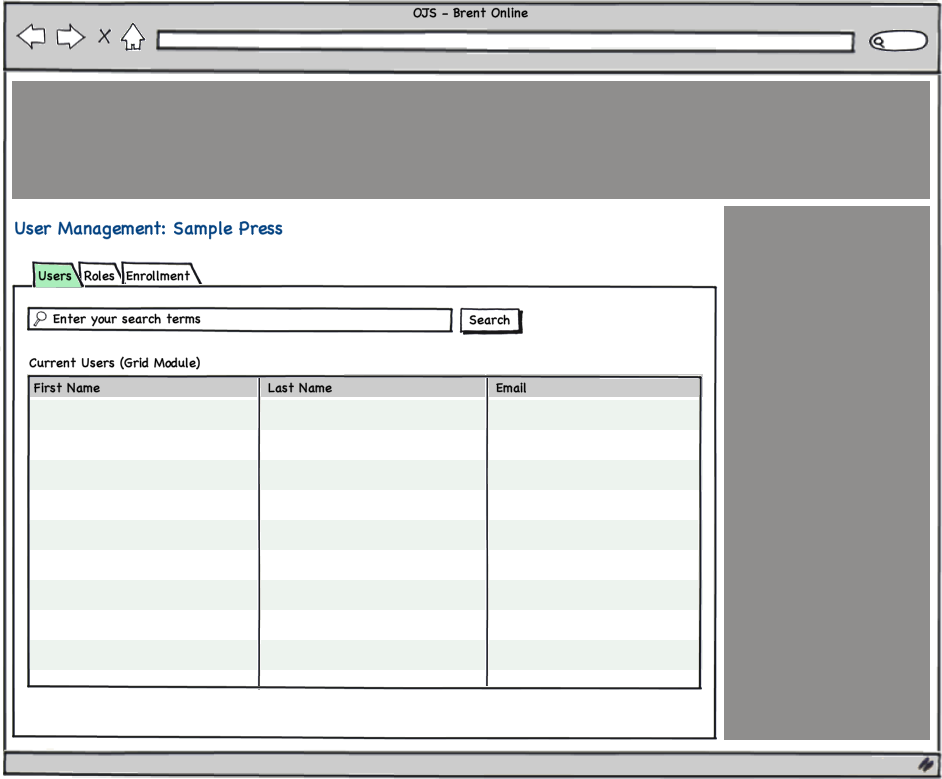 OJS - Brent Online
User Management: Sample Press
Users Roles Enrollment
Enter your search terms Search
Current Users (Grid Module)
First Name Last Name Email